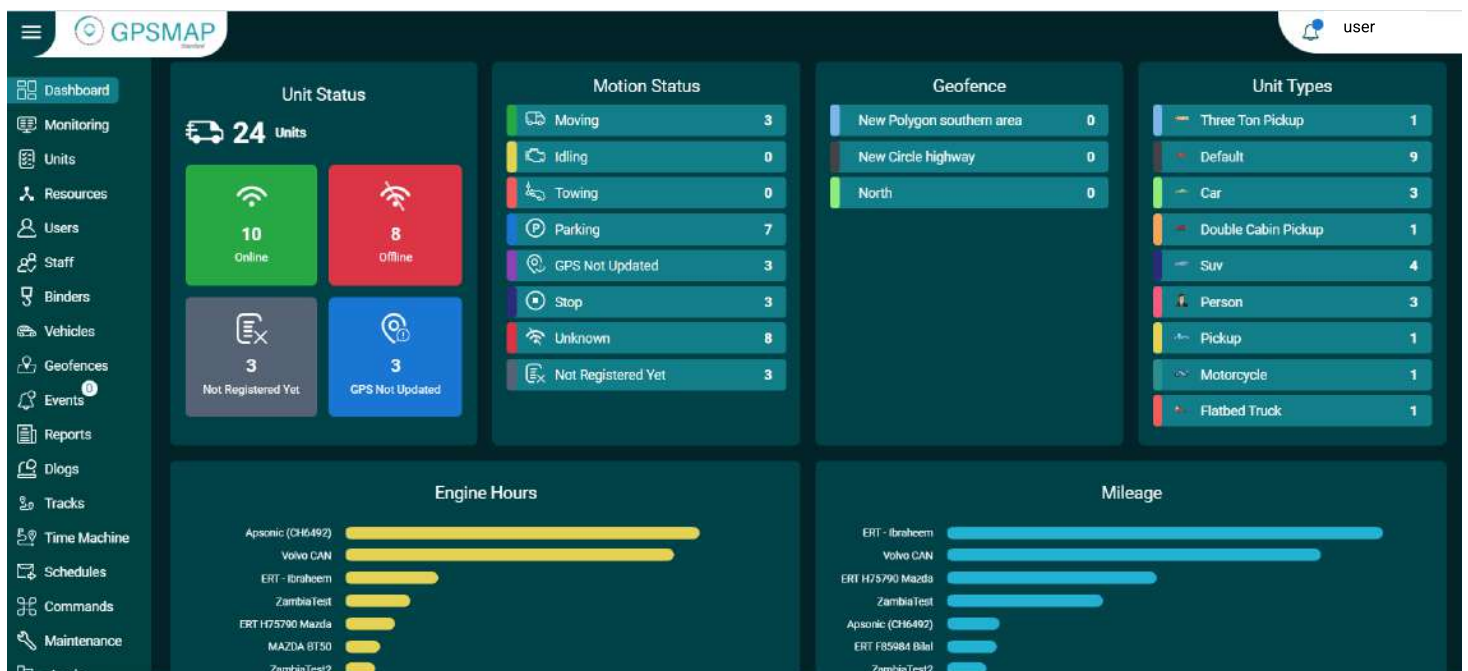 GPSMAP
Standard
user
Dashboard
Monitoring
Units
Resources
Users
Staff
Binders
Vehicles
Geofences
Events 0
Reports
Dlogs
Tracks
Time Machine
Schedules
Commands
Maintenance
Unit Status
24 Units
10
Online
8
Offline
3
Not Registered Yet
3
GPS Not Updated
Motion Status
Moving 3
Idling 0
Towing 0
Parking 7
GPS Not Updated 3
Stop 3
Unknown 8
Not Registered Yet 3
Geofence
New Polygon southern area 0
New Circle highway 0
North 0
Unit Types
Three Ton Pickup 1
Default 9
Car 3
Double Cabin Pickup 1
Suv 4
Person 3
Pickup 1
Motorcycle 1
Flatbed Truck 1
Engine Hours
Apsonic (CH6492)
Volvo CAN
ERT - Ibraheem
ZambiaTest
ERT H75790 Mazda
MAZDA BT50
ZambiaTest2
Mileage
ERT - Ibraheem
Volvo CAN
ERT H75790 Mazda
ZambiaTest
Apsonic (CH6492)
ERT F85984 Bilal
ZambiaTest2